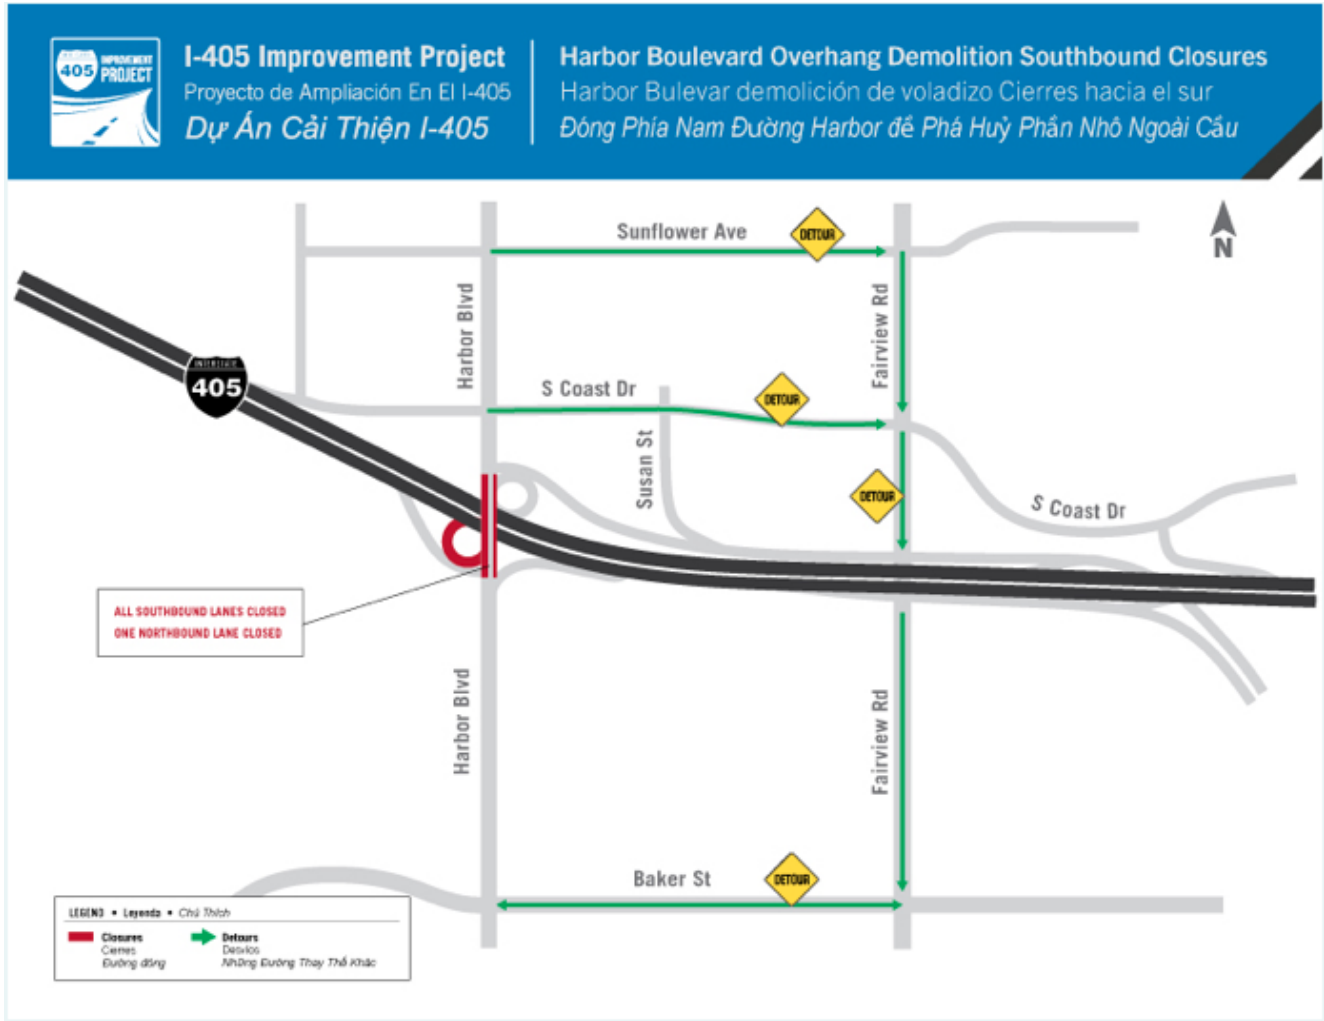 IMPROVEMENT
405 PROJECT
I-405 Improvement Project
Proyecto de Ampliación En El I-405
Dự Án Cải Thiện I-405
Harbor Boulevard Overhang Demolition Southbound Closures
Harbor Bulevar demolición de voladizo Cierres hacia el sur
Đóng Phía Nam Đường Harbor để Phá Huỷ Phần Nhô Ngoài Cầu
N
Sunflower Ave
DETOUR
Harbor Blvd
Fairview Rd
INTERSTATE
405
S Coast Dr
DETOUR
Susan St
DETOUR
S Coast Dr
ALL SOUTHBOUND LANES CLOSED
ONE NORTHBOUND LANE CLOSED
Harbor Blvd
Fairview Rd
Baker St
DETOUR
LEGEND • Leyenda • Chú Thích
Closures
Cierres
Đường đóng
Detours
Desvíos
Những Đường Thay Thế Khác